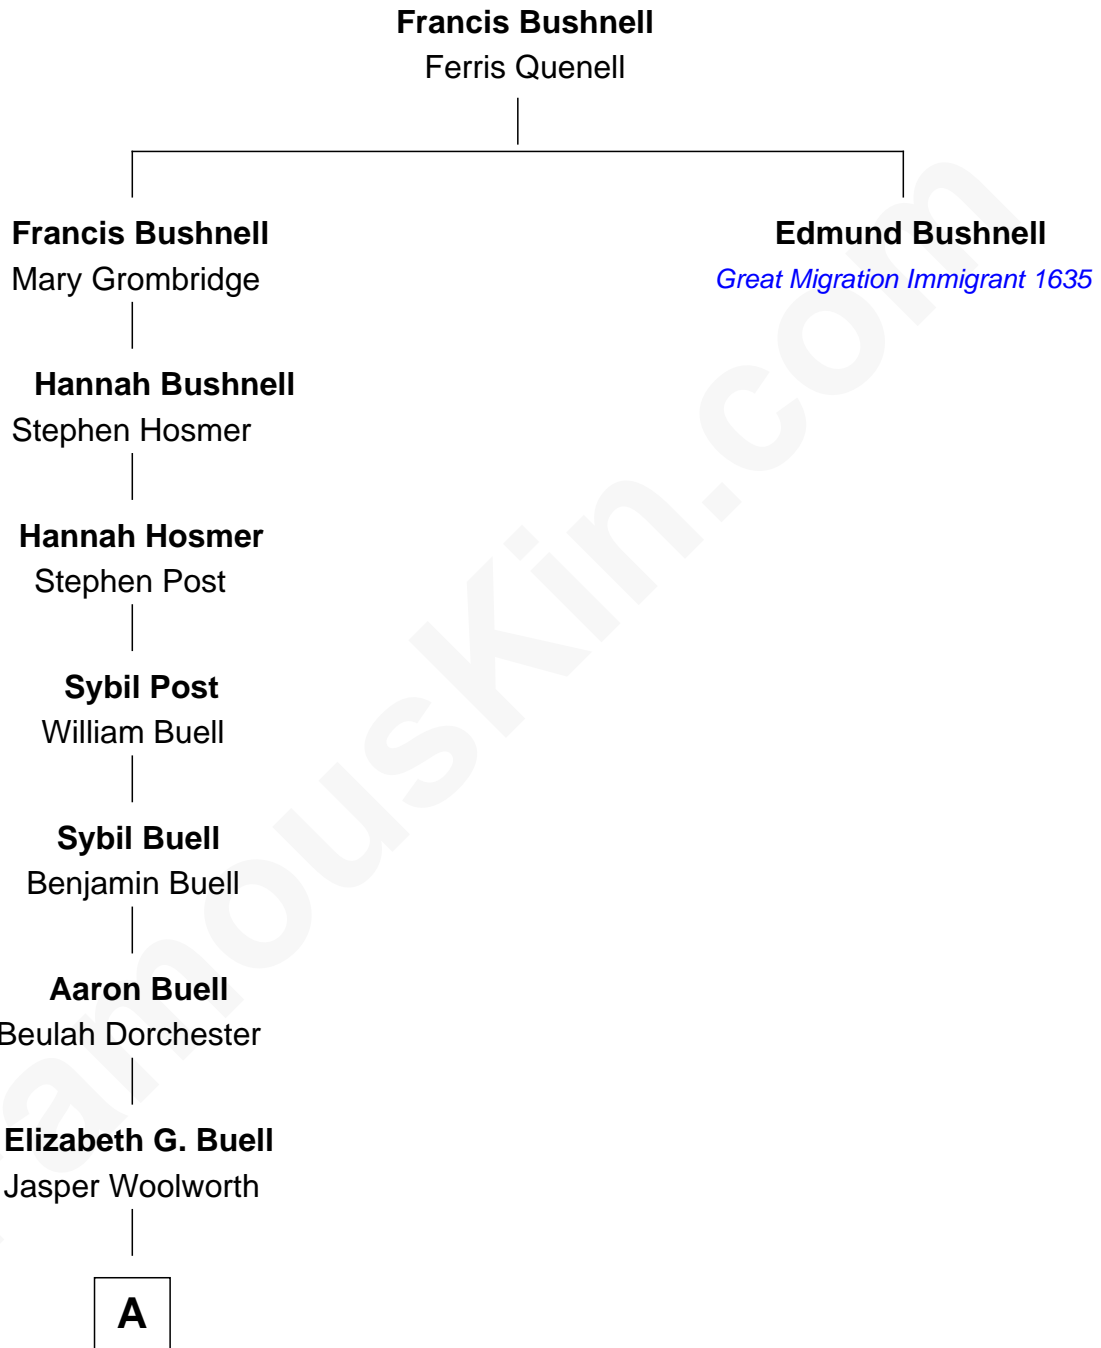 Francis Bushnell
Ferris Quenell
Francis Bushnell
Mary Grombridge
Edmund Bushnell
Great Migration Immigrant 1635
Hannah Bushnell
Stephen Hosmer
Hannah Hosmer
Stephen Post
Sybil Post
William Buell
Sybil Buell
Benjamin Buell
Aaron Buell
Beulah Dorchester
Elizabeth G. Buell
Jasper Woolworth
A
FamousKin.com